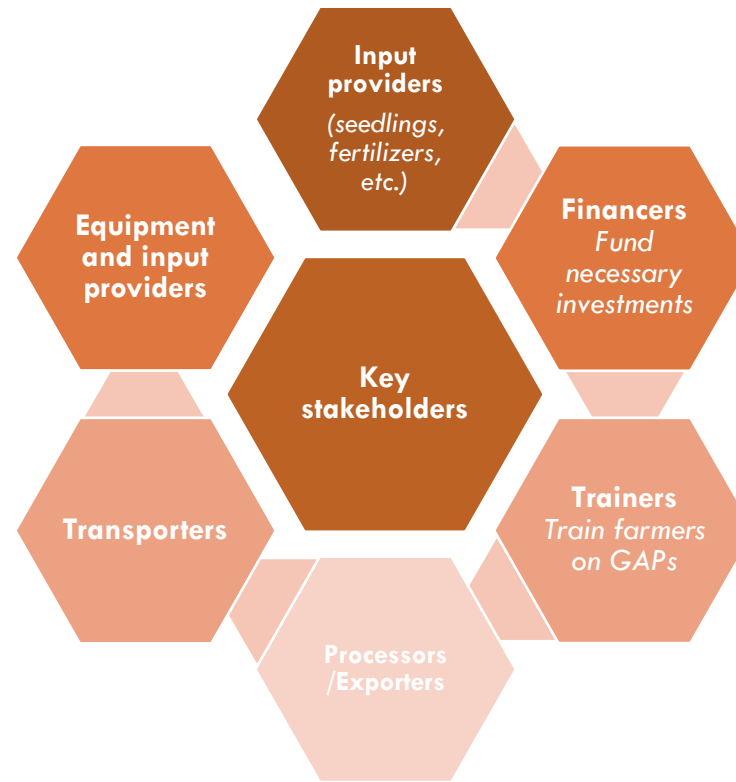 Input
providers
(seedlings,
fertilizers,
etc.)
Financers
Fund
necessary
investments
Trainers
Train farmers
on GAPs
Processors
/Exporters
Transporters
Equipment
and input
providers
Key
stakeholders